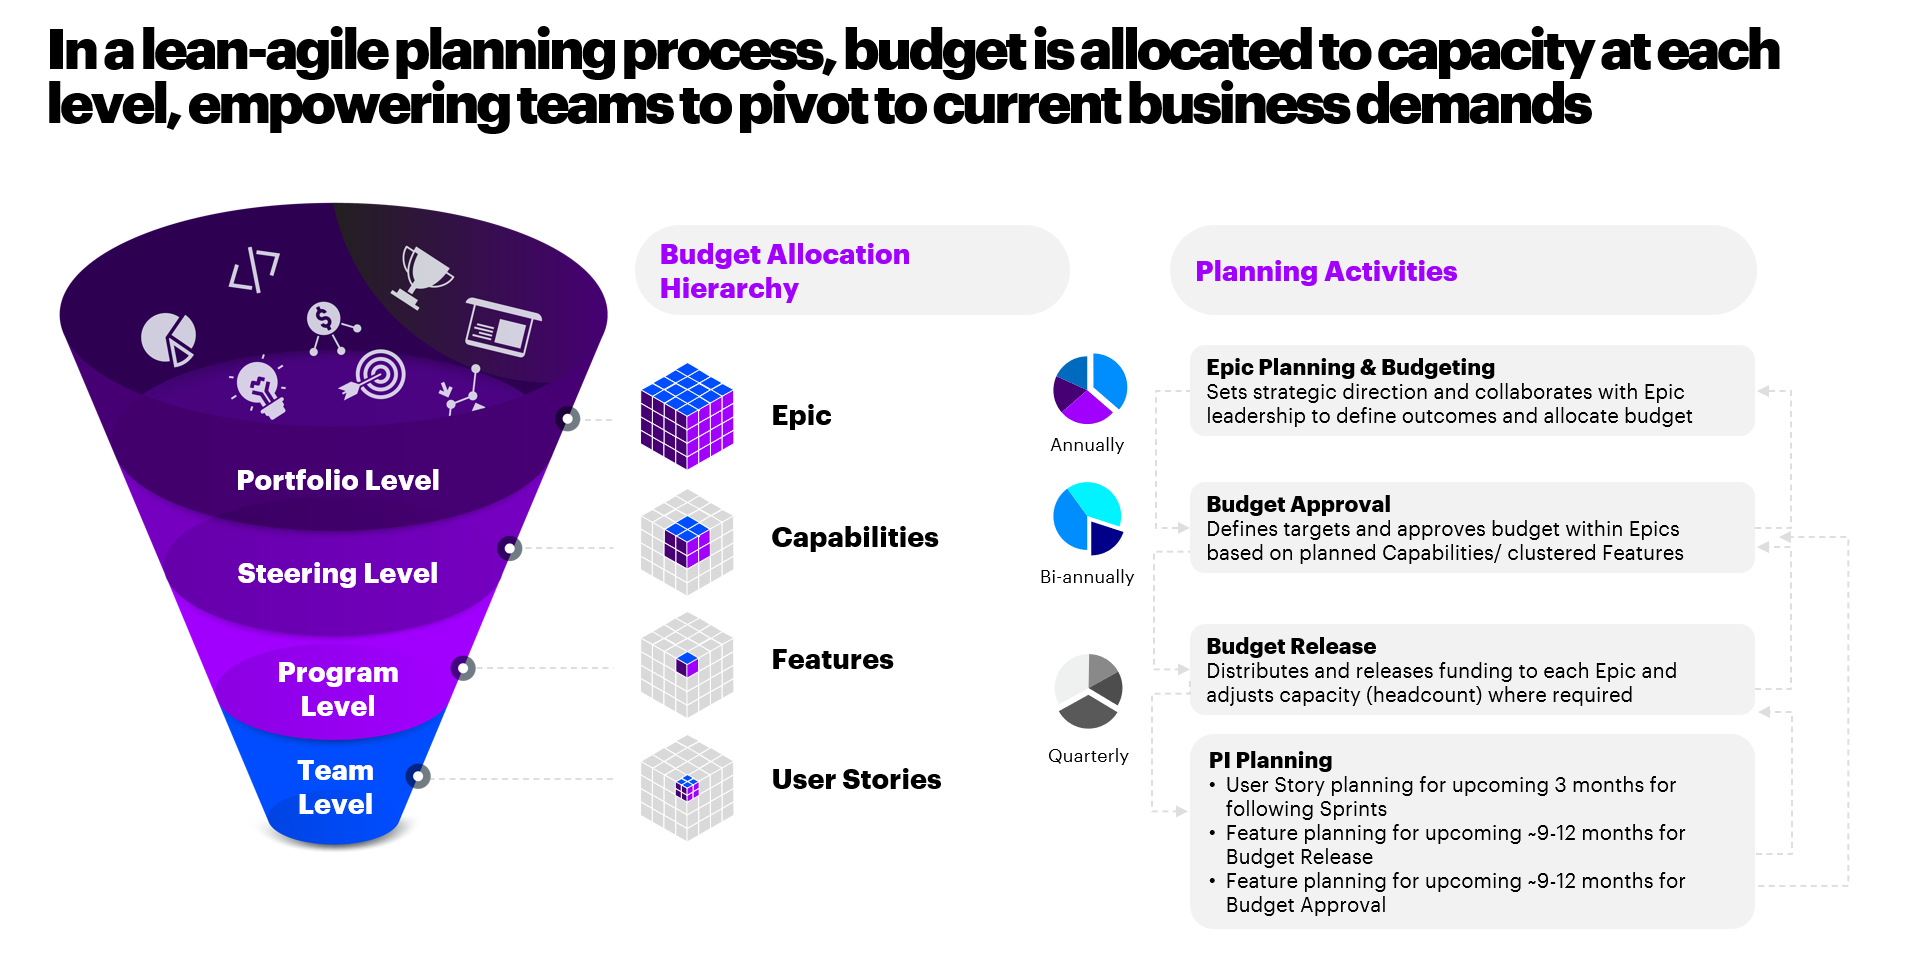 In a lean-agile planning process, budget is allocated to capacity at each
level, empowering teams to pivot to current business demands
Portfolio Level
Steering Level
Program
Level
Team
Level
Budget Allocation
Hierarchy
Epic
Capabilities
Features
User Stories
Annually
Bi-annually
Quarterly
Planning Activities
Epic Planning & Budgeting
Sets strategic direction and collaborates with Epic
leadership to define outcomes and allocate budget
Budget Approval
Defines targets and approves budget within Epics
based on planned Capabilities/ clustered Features
Budget Release
Distributes and releases funding to each Epic and
adjusts capacity (headcount) where required
PI Planning
• User Story planning for upcoming 3 months for
following Sprints
• Feature planning for upcoming ~9-12 months for
Budget Release
• Feature planning for upcoming ~9-12 months for
Budget Approval